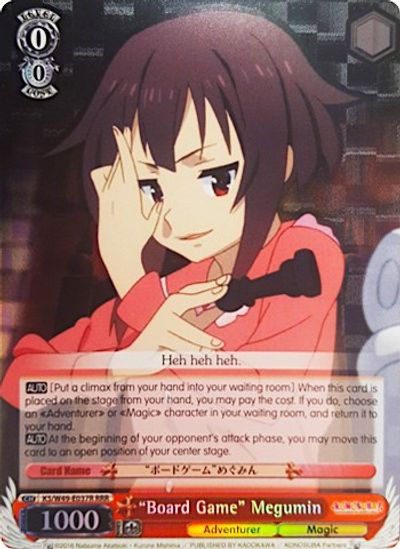 LEVEL
0
0
COST
Heh heh heh.
AUTO [Put a climax from your hand into your waiting room] When this card is
placed on the stage from your hand, you may pay the cost. If you do, choose
an «Adventurer» or «Magic» character in your waiting room, and return it to
your hand.
AUTO At the beginning of your opponent's attack phase, you may move this
card to an open position of your center stage.
Card Name
"ボードゲーム"めぐみん
CH KS/W49-E037R RRR
"Board Game" Megumin
1000
Adventurer
Magic
©2016 Natsume Akatsuki・Kurone Mishima / PUBLISHED BY KADOKAWA / KONOSUBA Partners